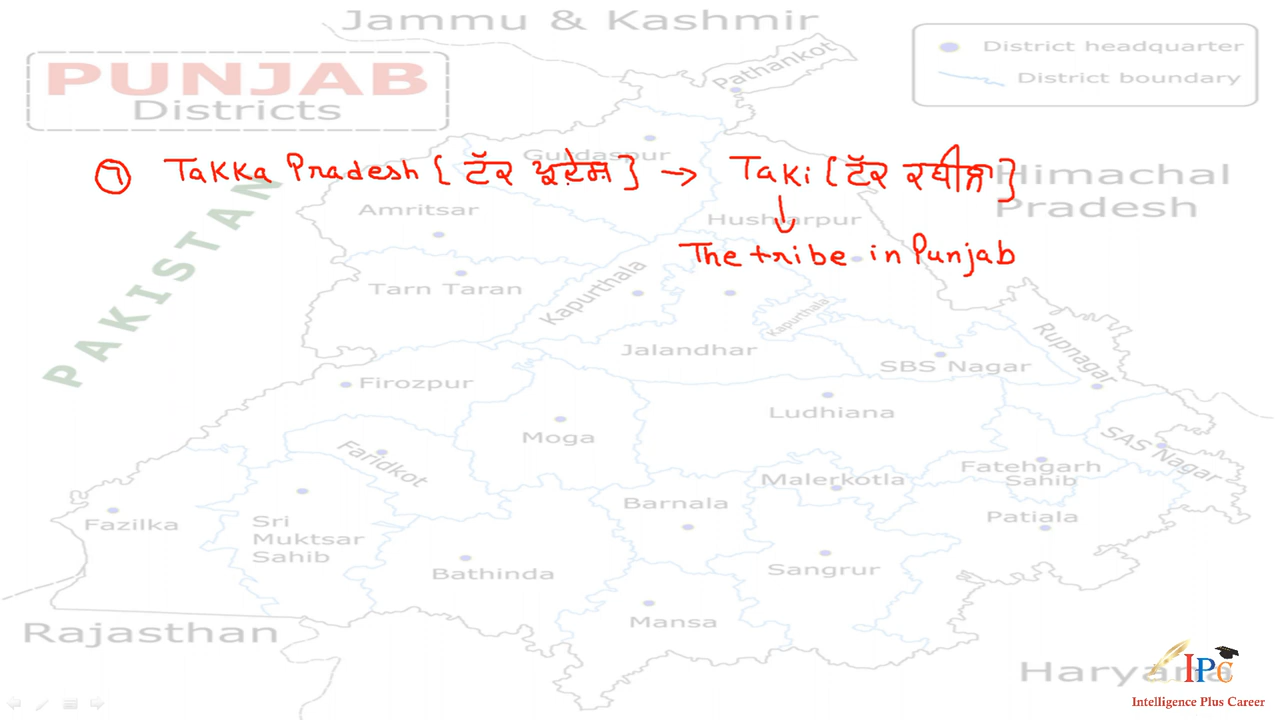 Jammu & Kashmir
PUNJAB
Districts
District headquarter
District boundary
Pathankot
Gurdaspur
⑦ Takka Pradesh [ ਟੱਕ ਪ੍ਰਦੇਸ਼ ] → Taki [ ਟੱਕ ਕਬੀਲਾ ]
↓
The tribe in Punjab
Himachal
Pradesh
PAKISTAN
Amritsar
Hushiarpur
Tarn Taran
Kapurthala
Kapurthala
Jalandhar
SBS Nagar
Rupnagar
Firozpur
Moga
Ludhiana
SAS Nagar
Faridkot
Fatehgarh
Sahib
Malerkotla
Barnala
Patiala
Fazilka
Sri
Muktsar
Sahib
Bathinda
Sangrur
Mansa
Rajasthan
Haryana
IPC
Intelligence Plus Career